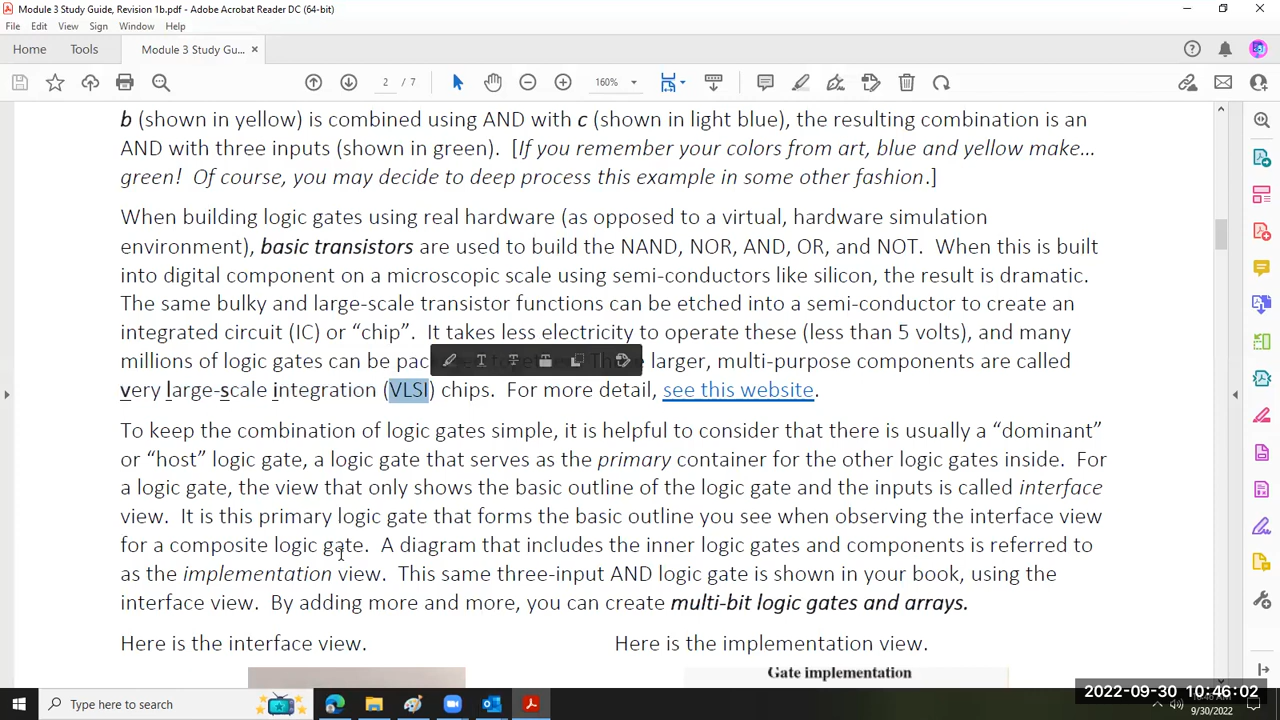 Module 3 Study Guide, Revision 1b.pdf - Adobe Acrobat Reader DC (64-bit)
File Edit View Sign Window Help
Home Tools Module 3 Study Gu... ×
2 / 7 160%
b (shown in yellow) is combined using AND with c (shown in light blue), the resulting combination is an
AND with three inputs (shown in green). [If you remember your colors from art, blue and yellow make...
green! Of course, you may decide to deep process this example in some other fashion.]
When building logic gates using real hardware (as opposed to a virtual, hardware simulation
environment), basic transistors are used to build the NAND, NOR, AND, OR, and NOT. When this is built
into digital component on a microscopic scale using semi-conductors like silicon, the result is dramatic.
The same bulky and large-scale transistor functions can be etched into a semi-conductor to create an
integrated circuit (IC) or “chip”. It takes less electricity to operate these (less than 5 volts), and many
millions of logic gates can be larger, multi-purpose components are called
very large-scale integration (VLSI) chips. For more detail, see this website.
To keep the combination of logic gates simple, it is helpful to consider that there is usually a “dominant”
or “host” logic gate, a logic gate that serves as the primary container for the other logic gates inside. For
a logic gate, the view that only shows the basic outline of the logic gate and the inputs is called interface
view. It is this primary logic gate that forms the basic outline you see when observing the interface view
for a composite logic gate. A diagram that includes the inner logic gates and components is referred to
as the implementation view. This same three-input AND logic gate is shown in your book, using the
interface view. By adding more and more, you can create multi-bit logic gates and arrays.
Here is the interface view. Here is the implementation view.
Gate implementation
Type here to search
2022-09-30 10:46:02
9/30/2022